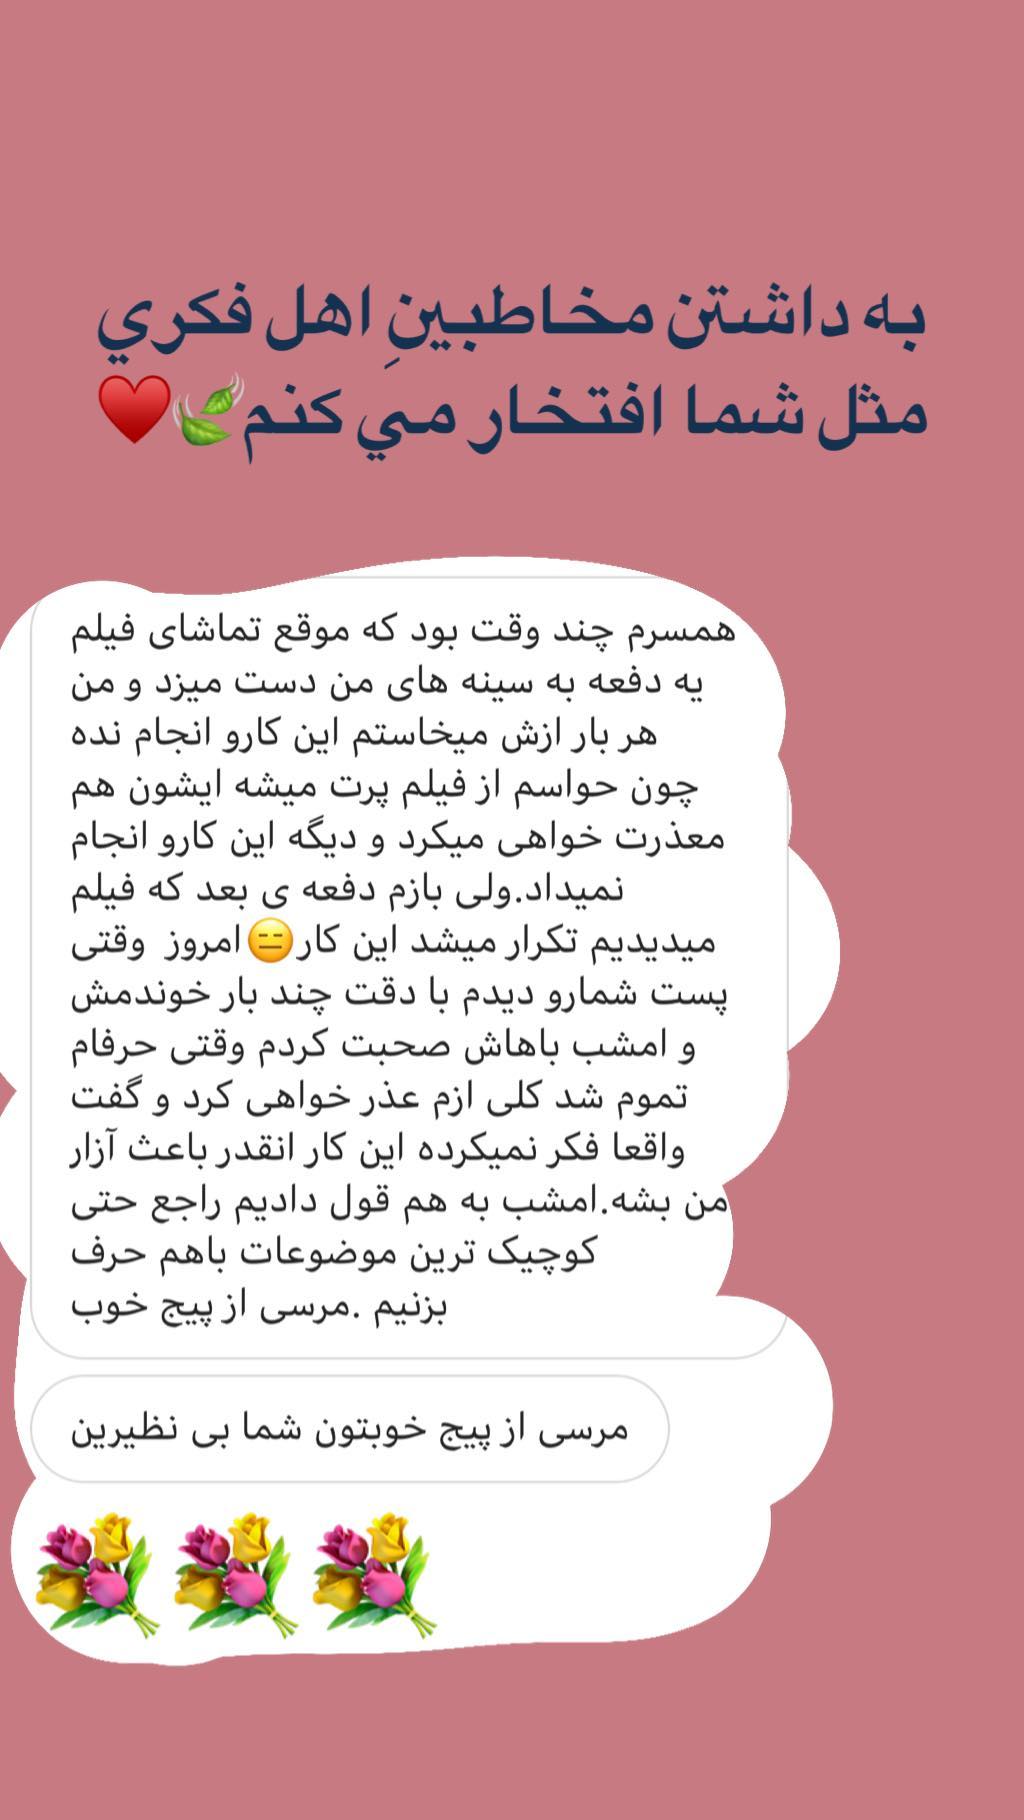 به داشتن مخاطبینِ اهل فكري
مثل شما افتخار مي كنم🍃♥️
همسرم چند وقت بود که موقع تماشای فیلم
یه دفعه به سینه های من دست میزد و من
هر بار ازش میخاستم این کارو انجام نده
چون حواسم از فیلم پرت میشه ایشون هم
معذرت خواهی میکرد و دیگه این کارو انجام
نمیداد.ولی بازم دفعه ی بعد که فیلم
میدیدیم تکرار میشد این کار😑امروز وقتی
پست شمارو دیدم با دقت چند بار خوندمش
و امشب باهاش صحبت کردم وقتی حرفام
تموم شد کلی ازم عذر خواهی کرد و گفت
واقعا فکر نمیکرده این کار انقدر باعث آزار
من بشه.امشب به هم قول دادیم راجع حتی
کوچیک ترین موضوعات باهم حرف
بزنیم .مرسی از پیج خوب
مرسی از پیج خوبتون شما بی نظیرین
💐💐💐